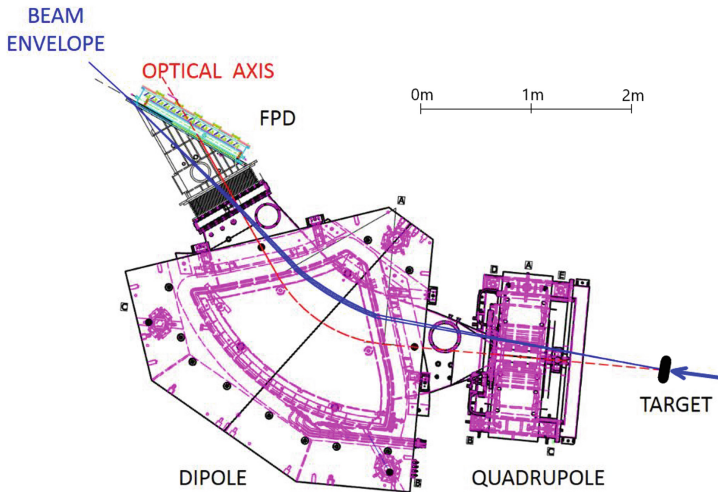 BEAM
ENVELOPE
OPTICAL AXIS
FPD
0m 1m 2m
A
D A E
C
TARGET
B C
B
DIPOLE
QUADRUPOLE